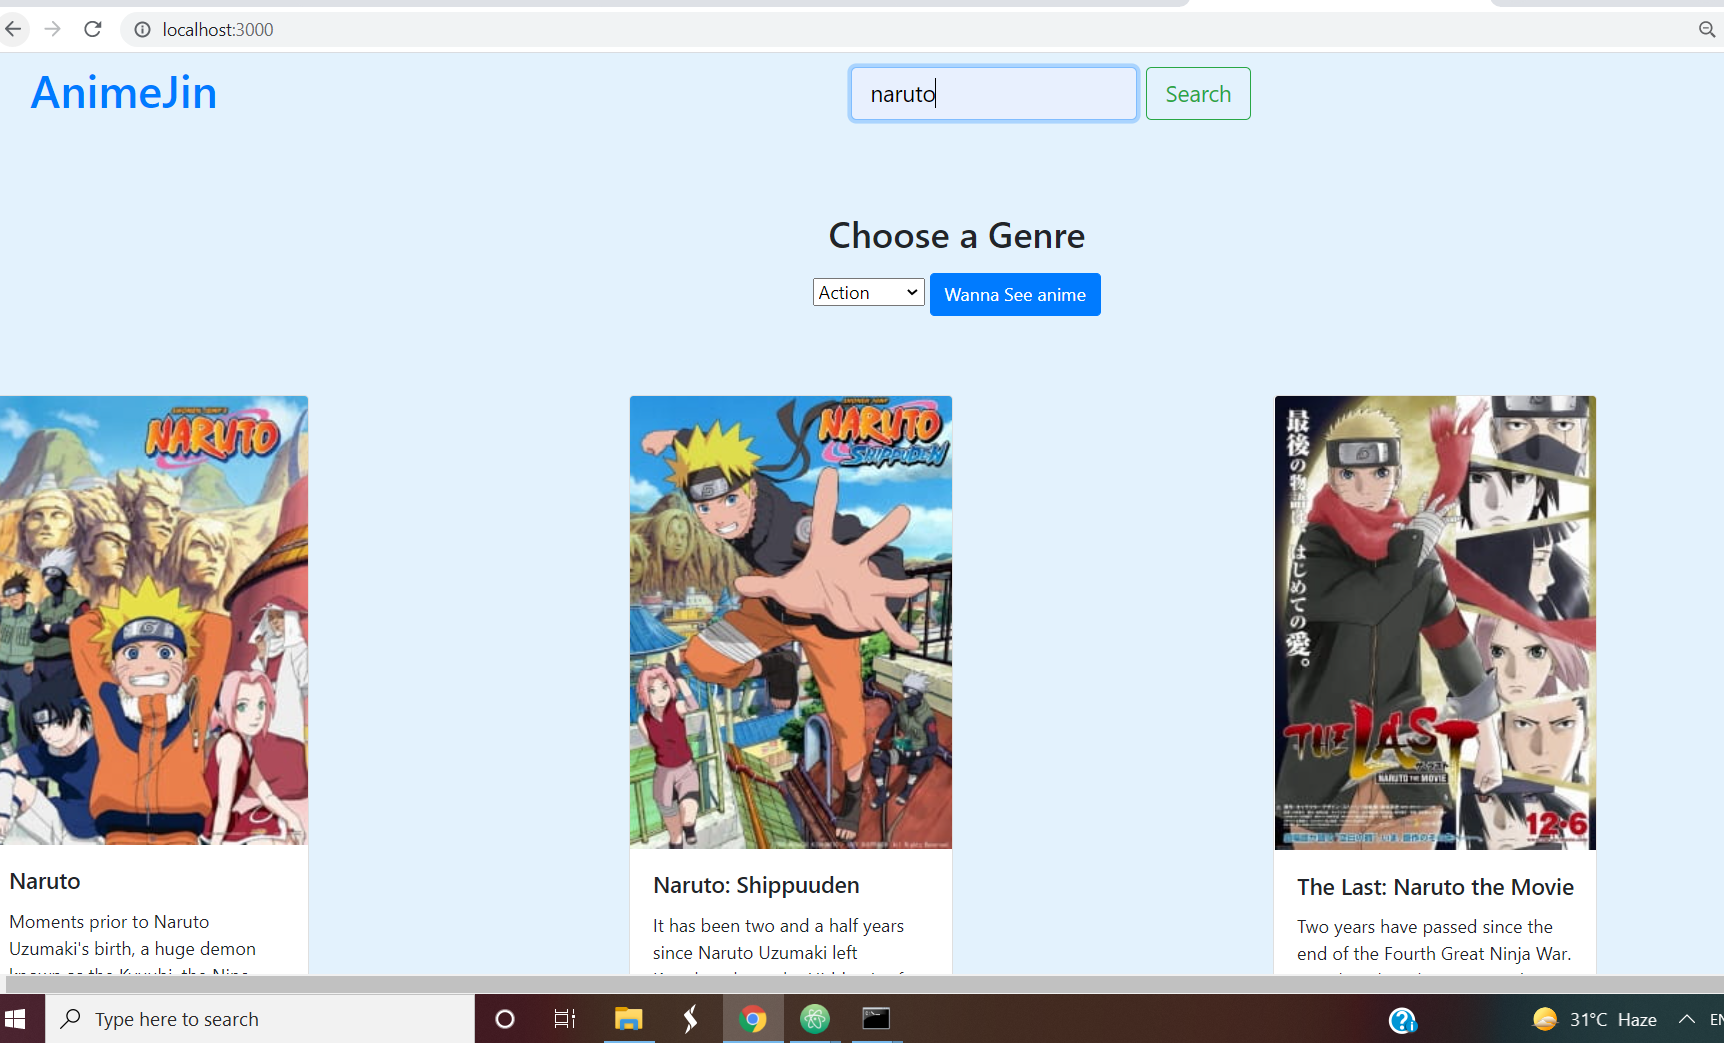 localhost:3000
AnimeJin
naruto
Search
Choose a Genre
Action
Wanna See anime
NARUTO
NARUTO
SHIPPUDEN
最後の物語は、
はじめての愛。
THE LAST
NARUTO THE MOVIE
12・6
Naruto
Moments prior to Naruto
Uzumaki's birth, a huge demon
Naruto: Shippuuden
It has been two and a half years
since Naruto Uzumaki left
The Last: Naruto the Movie
Two years have passed since the
end of the Fourth Great Ninja War.
Type here to search
31°C Haze